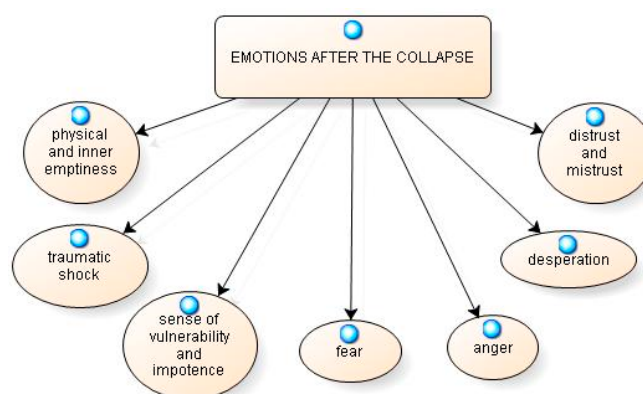 EMOTIONS AFTER THE COLLAPSE
physical
and inner
emptiness
distrust
and
mistrust
traumatic
shock
desperation
sense of
vulnerability
and
impotence
fear
anger